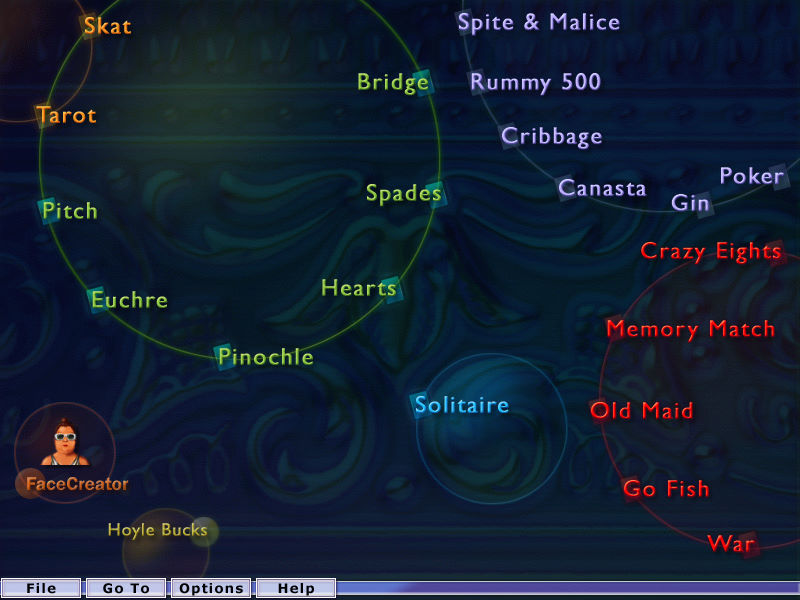 Skat
Spite & Malice
Bridge
Rummy 500
Tarot
Cribbage
Poker
Canasta
Spades
Gin
Pitch
Crazy Eights
Hearts
Euchre
Memory Match
Pinochle
Solitaire
Old Maid
FaceCreator
Go Fish
Hoyle Bucks
War
File
Go To
Options
Help